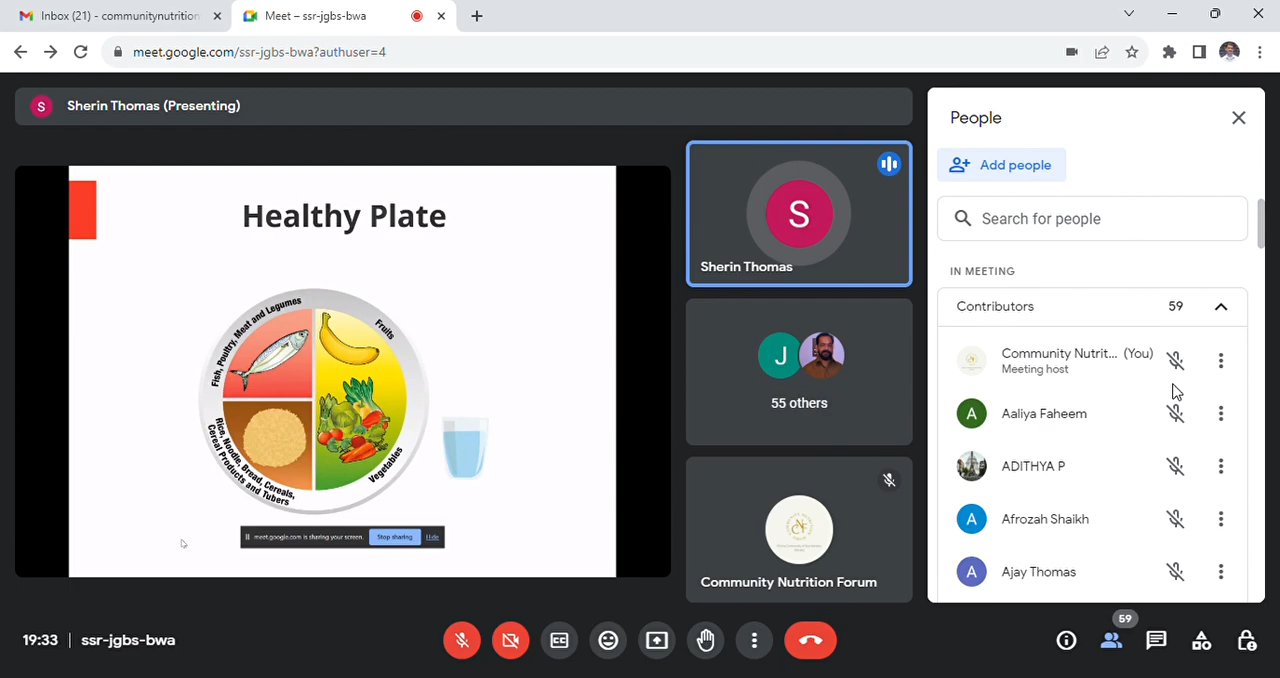 Inbox (21) - communitynutrition
Meet – ssr-jgbs-bwa
meet.google.com/ssr-jgbs-bwa?authuser=4
S
Sherin Thomas (Presenting)
Healthy Plate
Fish, Poultry, Meat and Legumes
Fruits
Rice, Noodle, Bread, Cereals,
Cereal Products and Tubers
Vegetables
meet.google.com is sharing your screen.
Stop sharing
Hide
S
Sherin Thomas
J
55 others
Community Nutrition Forum
People
Add people
Search for people
IN MEETING
Contributors 59
Community Nutrit... (You)
Meeting host
A
Aaliya Faheem
ADITHYA P
A
Afrozah Shaikh
A
Ajay Thomas
19:33 | ssr-jgbs-bwa
59